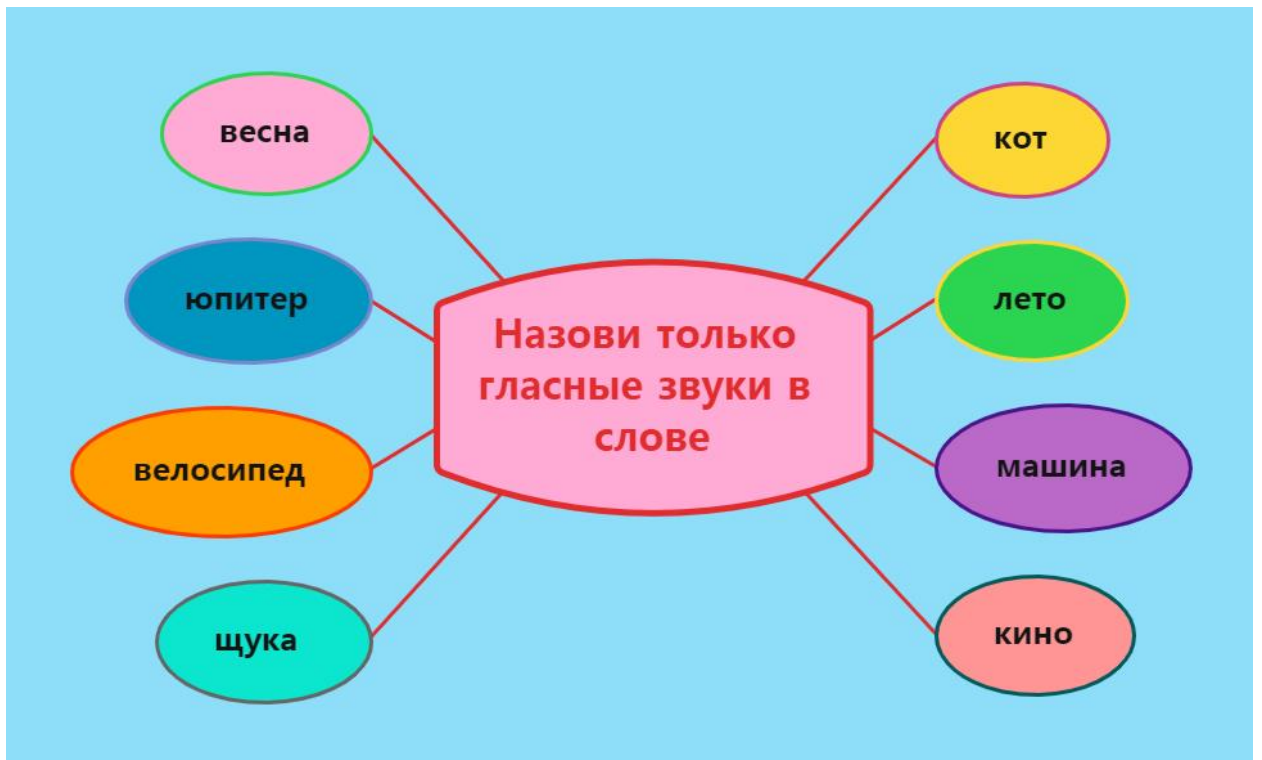 весна
юпитер
велосипед
щука
Назови только
гласные звуки в
слове
кот
лето
машина
кино